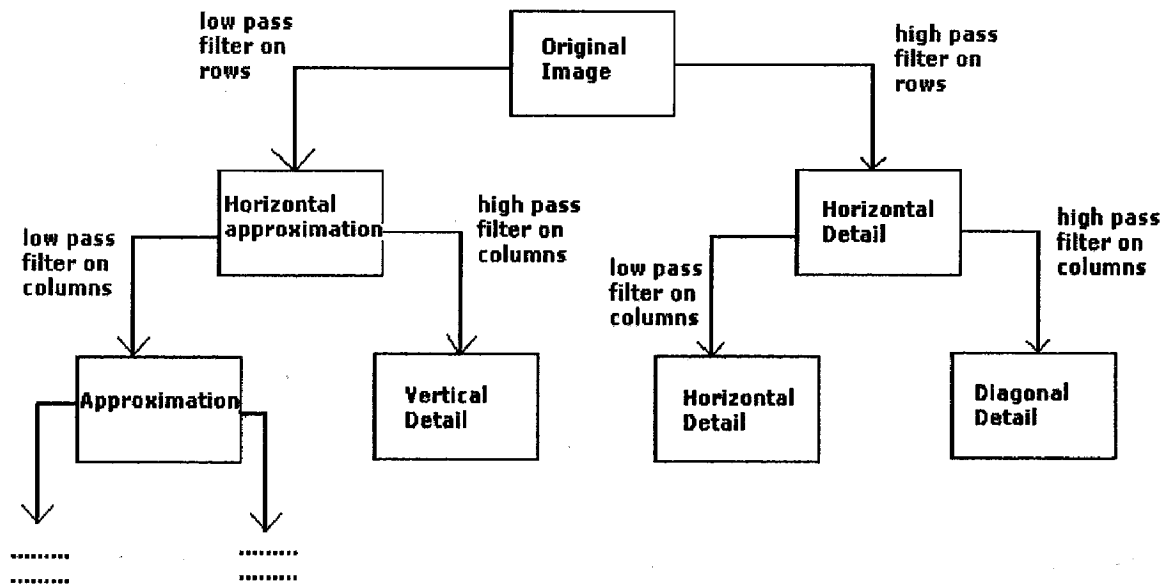 low pass
filter on
rows
Original
Image
high pass
filter on
rows
Horizontal
approximation
high pass
filter on
columns
low pass
filter on
columns
Horizontal
Detail
high pass
filter on
columns
low pass
filter on
columns
Approximation
Vertical
Detail
Horizontal
Detail
Diagonal
Detail